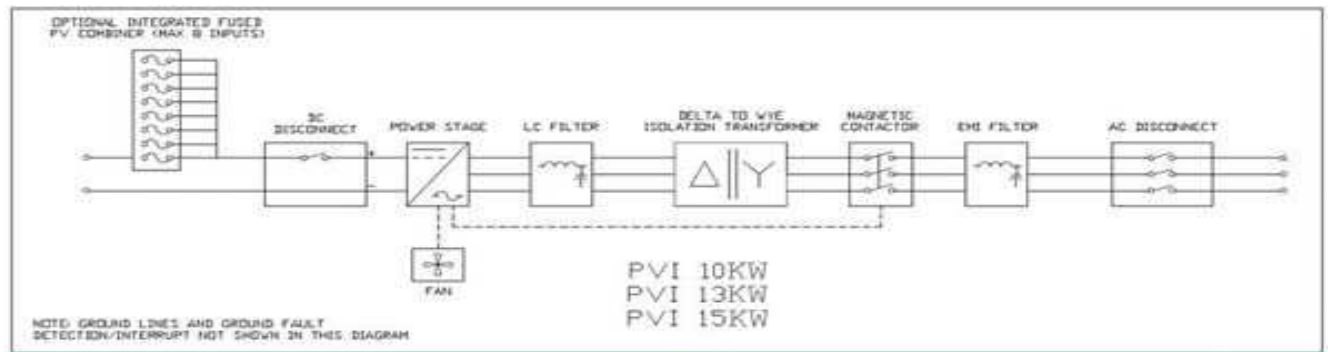 OPTIONAL INTEGRATED FUSED
PV COMBINER (MAX 8 INPUTS)
DC
DISCONNECT
POWER STAGE
LC FILTER
DELTA TO WYE
ISOLATION TRANSFORMER
MAGNETIC
CONTACTOR
EMI FILTER
AC DISCONNECT
+
-
FAN
PVI 10KW
PVI 13KW
PVI 15KW
NOTE: GROUND LINES AND GROUND FAULT
DETECTION/INTERRUPT NOT SHOWN IN THIS DIAGRAM